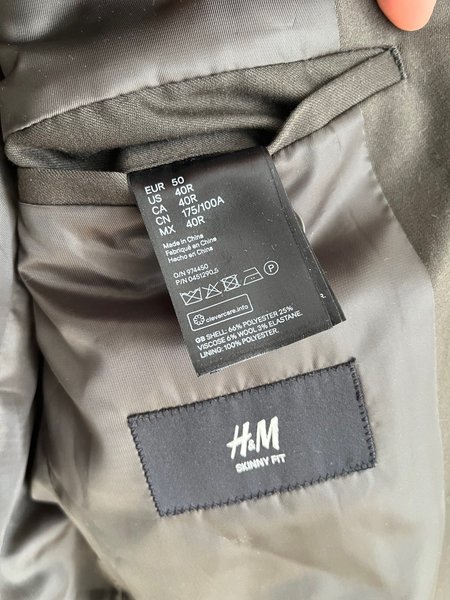 EUR 50
US 40R
CA 40R
CN 175/100A
MX 40R
Made in China
Fabriqué en Chine
Hecho en China
O/N 974450
P/N 0451290.5
P
clevercare.info
GB SHELL: 66% POLYESTER 25%
VISCOSE 6% WOOL 3% ELASTANE.
LINING: 100% POLYESTER.
H&M
SKINNY FIT